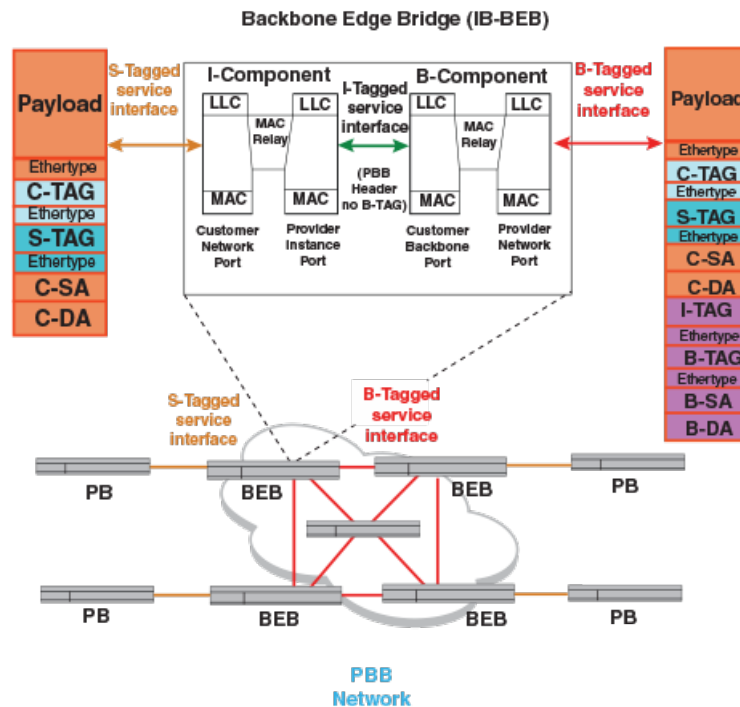 Backbone Edge Bridge (IB-BEB)
S-Tagged
service
interface
I-Component
I-Tagged
service
interface
(PBB
Header
no B-TAG)
B-Component
B-Tagged
service
interface
Payload
Ethertype
C-TAG
Ethertype
S-TAG
Ethertype
C-SA
C-DA
LLC
LLC
MAC
Relay
MAC
MAC
Customer
Network
Port
Provider
Instance
Port
LLC
LLC
MAC
Relay
MAC
MAC
Customer
Backbone
Port
Provider
Network
Port
Payload
Ethertype
C-TAG
Ethertype
S-TAG
Ethertype
C-SA
C-DA
I-TAG
Ethertype
B-TAG
Ethertype
B-SA
B-DA
S-Tagged
service
interface
B-Tagged
service
interface
PB
BEB
BEB
PB
PB
BEB
BEB
PB
PBB
Network